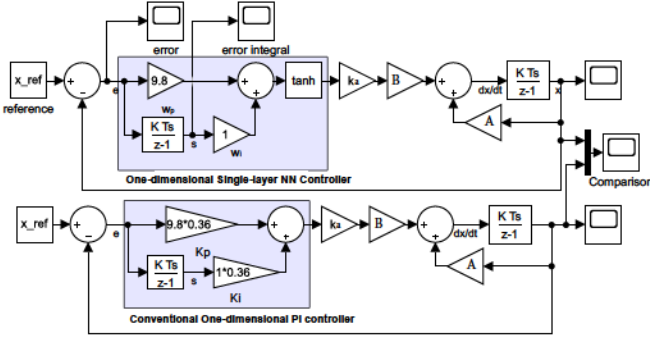 error
error integral
x_ref
reference
e
9.8
wₚ
K Ts
z-1
s
1
wᵢ
tanh
kₐ
B
dx/dt
K Ts
z-1
x
A
One-dimensional Single-layer NN Controller
Comparisor
x_ref
e
9.8*0.36
Kp
K Ts
z-1
s
1*0.36
Ki
kₐ
B
dx/dt
K Ts
z-1
A
Conventional One-dimensional PI controller